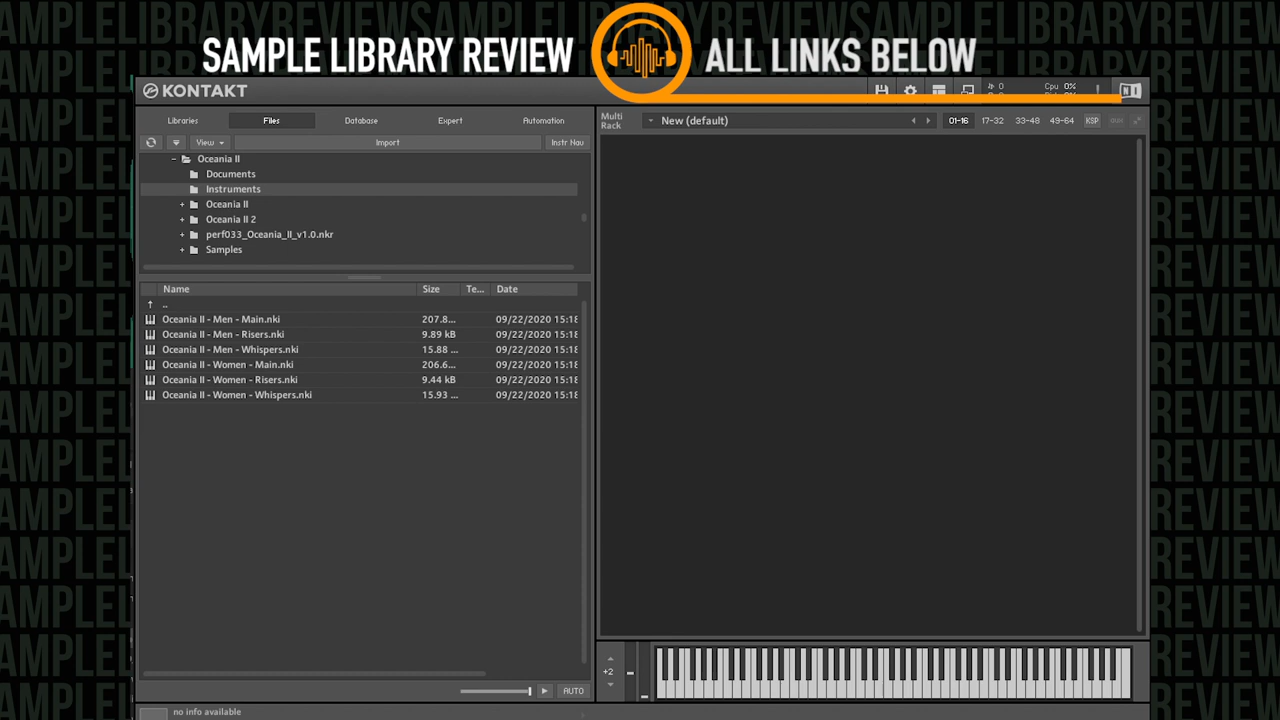 SAMPLE LIBRARY REVIEW ALL LINKS BELOW
KONTAKT
0 Cpu 0%
Libraries Files Database Expert Automation
Multi Rack New (default) 01-16 17-32 33-48 49-64 KSP AUX
View Import Instr Nav
Oceania II
Documents
Instruments
Oceania II
Oceania II 2
perf033_Oceania_II_v1.0.nkr
Samples
Name Size Te... Date
..
Oceania II - Men - Main.nki 207.8... 09/22/2020 15:18
Oceania II - Men - Risers.nki 9.89 kB 09/22/2020 15:18
Oceania II - Men - Whispers.nki 15.88 ... 09/22/2020 15:18
Oceania II - Women - Main.nki 206.6... 09/22/2020 15:18
Oceania II - Women - Risers.nki 9.44 kB 09/22/2020 15:18
Oceania II - Women - Whispers.nki 15.93 ... 09/22/2020 15:18
+2
AUTO
no info available